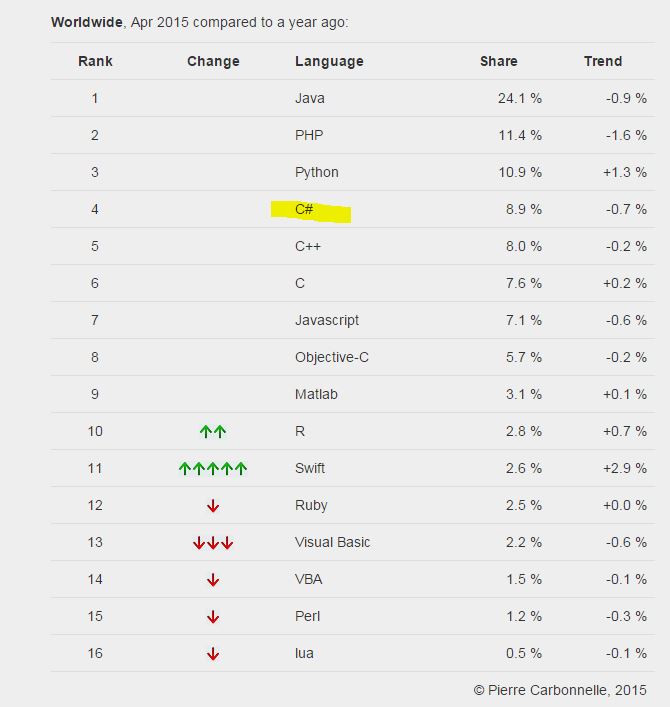 Worldwide, Apr 2015 compared to a year ago:
Rank Change Language Share Trend
1 Java 24.1 % -0.9 %
2 PHP 11.4 % -1.6 %
3 Python 10.9 % +1.3 %
4 C# 8.9 % -0.7 %
5 C++ 8.0 % -0.2 %
6 C 7.6 % +0.2 %
7 Javascript 7.1 % -0.6 %
8 Objective-C 5.7 % -0.2 %
9 Matlab 3.1 % +0.1 %
10 ↑↑ R 2.8 % +0.7 %
11 ↑↑↑↑↑ Swift 2.6 % +2.9 %
12 ↓ Ruby 2.5 % +0.0 %
13 ↓↓↓ Visual Basic 2.2 % -0.6 %
14 ↓ VBA 1.5 % -0.1 %
15 ↓ Perl 1.2 % -0.3 %
16 ↓ lua 0.5 % -0.1 %
© Pierre Carbonnelle, 2015